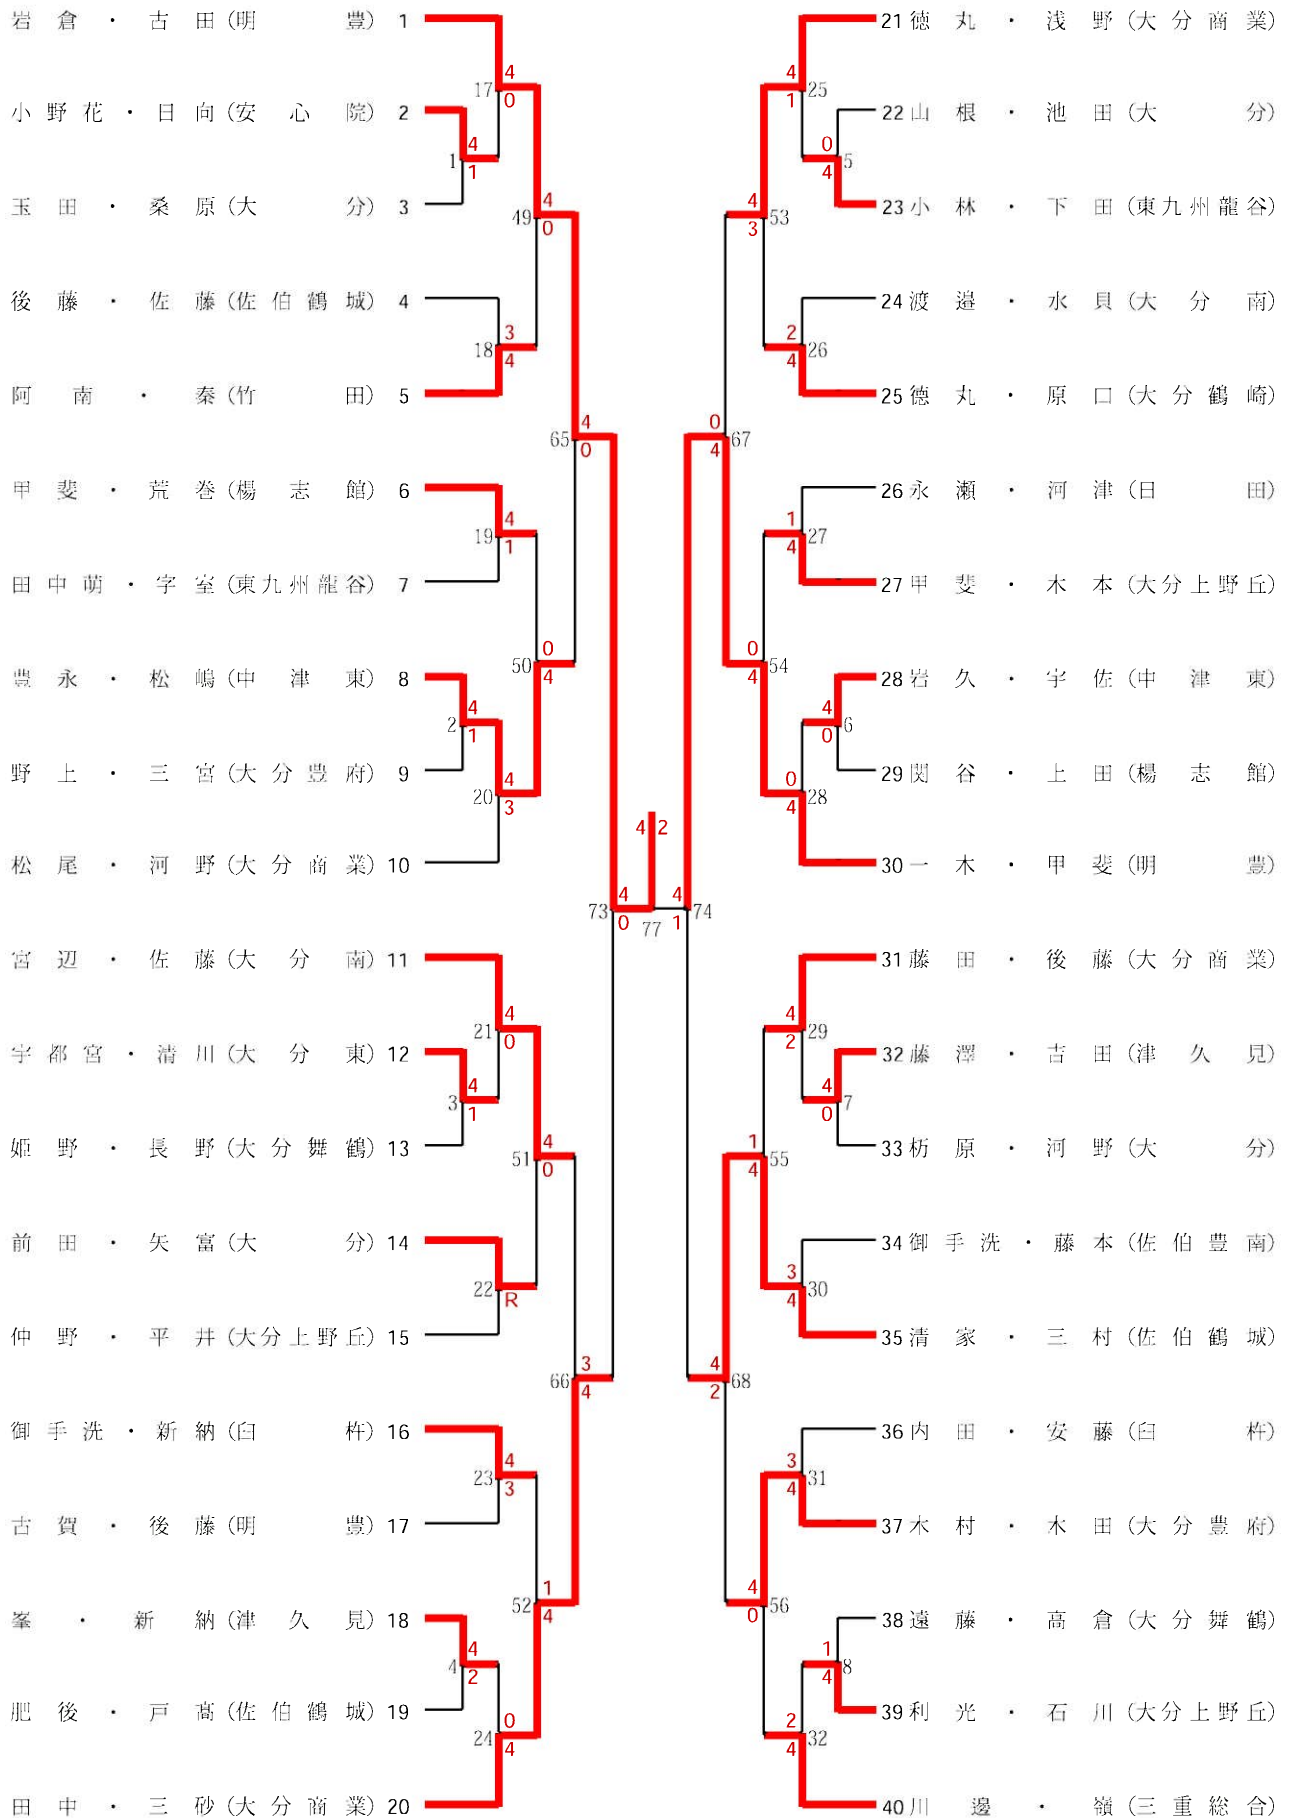 岩倉・古田(明豊) 1
小野花・日向(安心院) 2
玉田・桑原(大分) 3
後藤・佐藤(佐伯鶴城) 4
阿南・秦(竹田) 5
甲斐・荒巻(楊志館) 6
田中萌・字室(東九州龍谷) 7
豊永・松嶋(中津東) 8
野上・三宮(大分豊府) 9
松尾・河野(大分商業) 10
宮辺・佐藤(大分南) 11
宇都宮・清川(大分東) 12
姫野・長野(大分舞鶴) 13
前田・矢富(大分) 14
仲野・平井(大分上野丘) 15
御手洗・新納(臼杵) 16
古賀・後藤(明豊) 17
峯・新納(津久見) 18
肥後・戸髙(佐伯鶴城) 19
田中・三砂(大分商業) 20
17 4 0
1 4 1
49 4 0
18 3 4
65 4 0
19 4 1
50 0 4
2 4 1
20 4 3
73 4 0
77 4 2
21 4 0
3 4 1
51 4 0
22 R
66 3 4
23 4 3
52 1 4
4 4 2
24 0 4
4 1 25
0 4 5
4 3 53
2 4 26
0 4 67
1 4 27
0 4 54
4 0 6
0 4 28
4 1 74
4 2 29
4 0 7
1 4 55
3 4 30
4 2 68
3 4 31
4 0 56
1 4 8
2 4 32
21 徳丸・浅野(大分商業)
22 山根・池田(大分)
23 小林・下田(東九州龍谷)
24 渡邉・水貝(大分南)
25 徳丸・原口(大分鶴崎)
26 永瀬・河津(日田)
27 甲斐・木本(大分上野丘)
28 岩久・宇佐(中津東)
29 関谷・上田(楊志館)
30 一木・甲斐(明豊)
31 藤田・後藤(大分商業)
32 藤澤・吉田(津久見)
33 枥原・河野(大分)
34 御手洗・藤本(佐伯豊南)
35 清家・三村(佐伯鶴城)
36 内田・安藤(臼杵)
37 木村・木田(大分豊府)
38 遠藤・高倉(大分舞鶴)
39 利光・石川(大分上野丘)
40 川邉・嶺(三重総合)